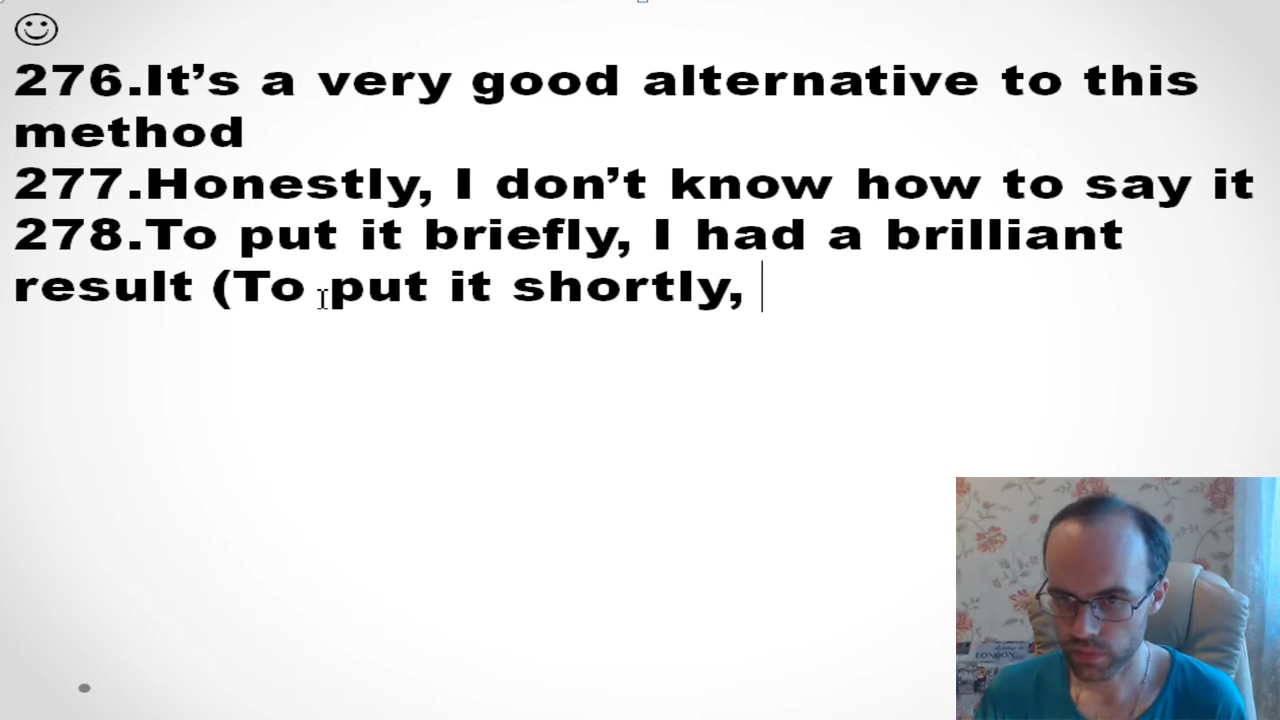 276.It’s a very good alternative to this
method
277.Honestly, I don’t know how to say it
278.To put it briefly, I had a brilliant
result (To put it shortly,
LONDON